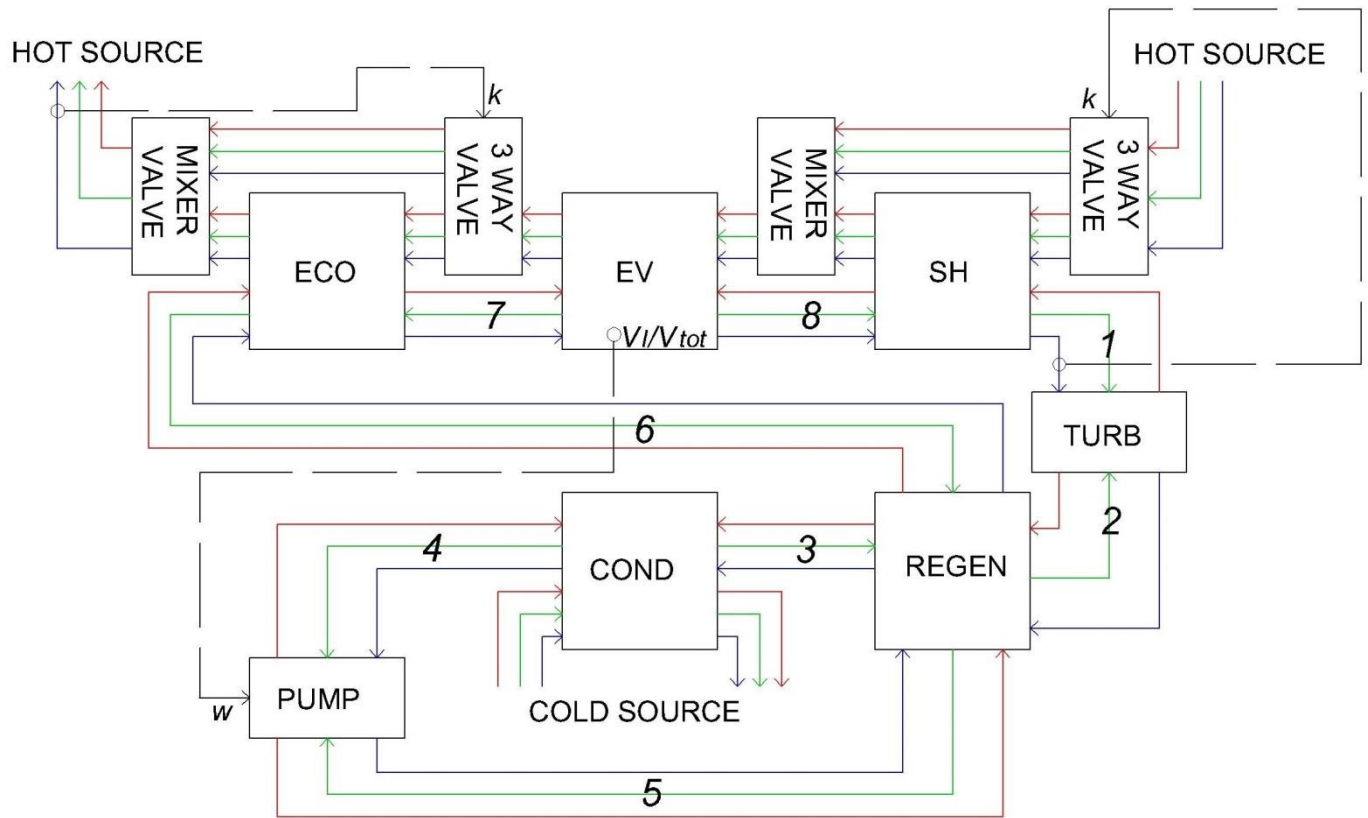 HOT SOURCE
HOT SOURCE
k
k
MIXER
VALVE
3 WAY
VALVE
MIXER
VALVE
3 WAY
VALVE
ECO
EV
SH
7
8
Vl/Vtot
1
6
TURB
2
4
COND
3
REGEN
PUMP
w
COLD SOURCE
5